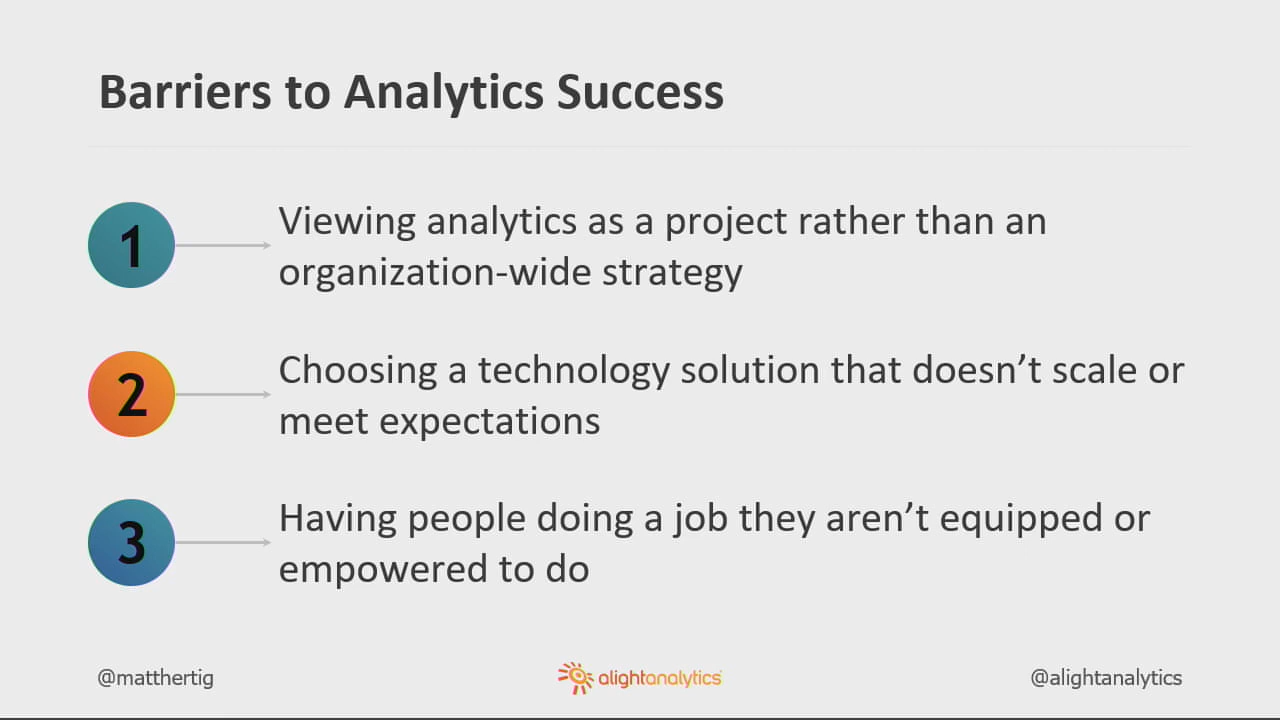 Barriers to Analytics Success
1
Viewing analytics as a project rather than an
organization-wide strategy
2
Choosing a technology solution that doesn’t scale or
meet expectations
3
Having people doing a job they aren’t equipped or
empowered to do
@matthertig
alightanalytics
@alightanalytics